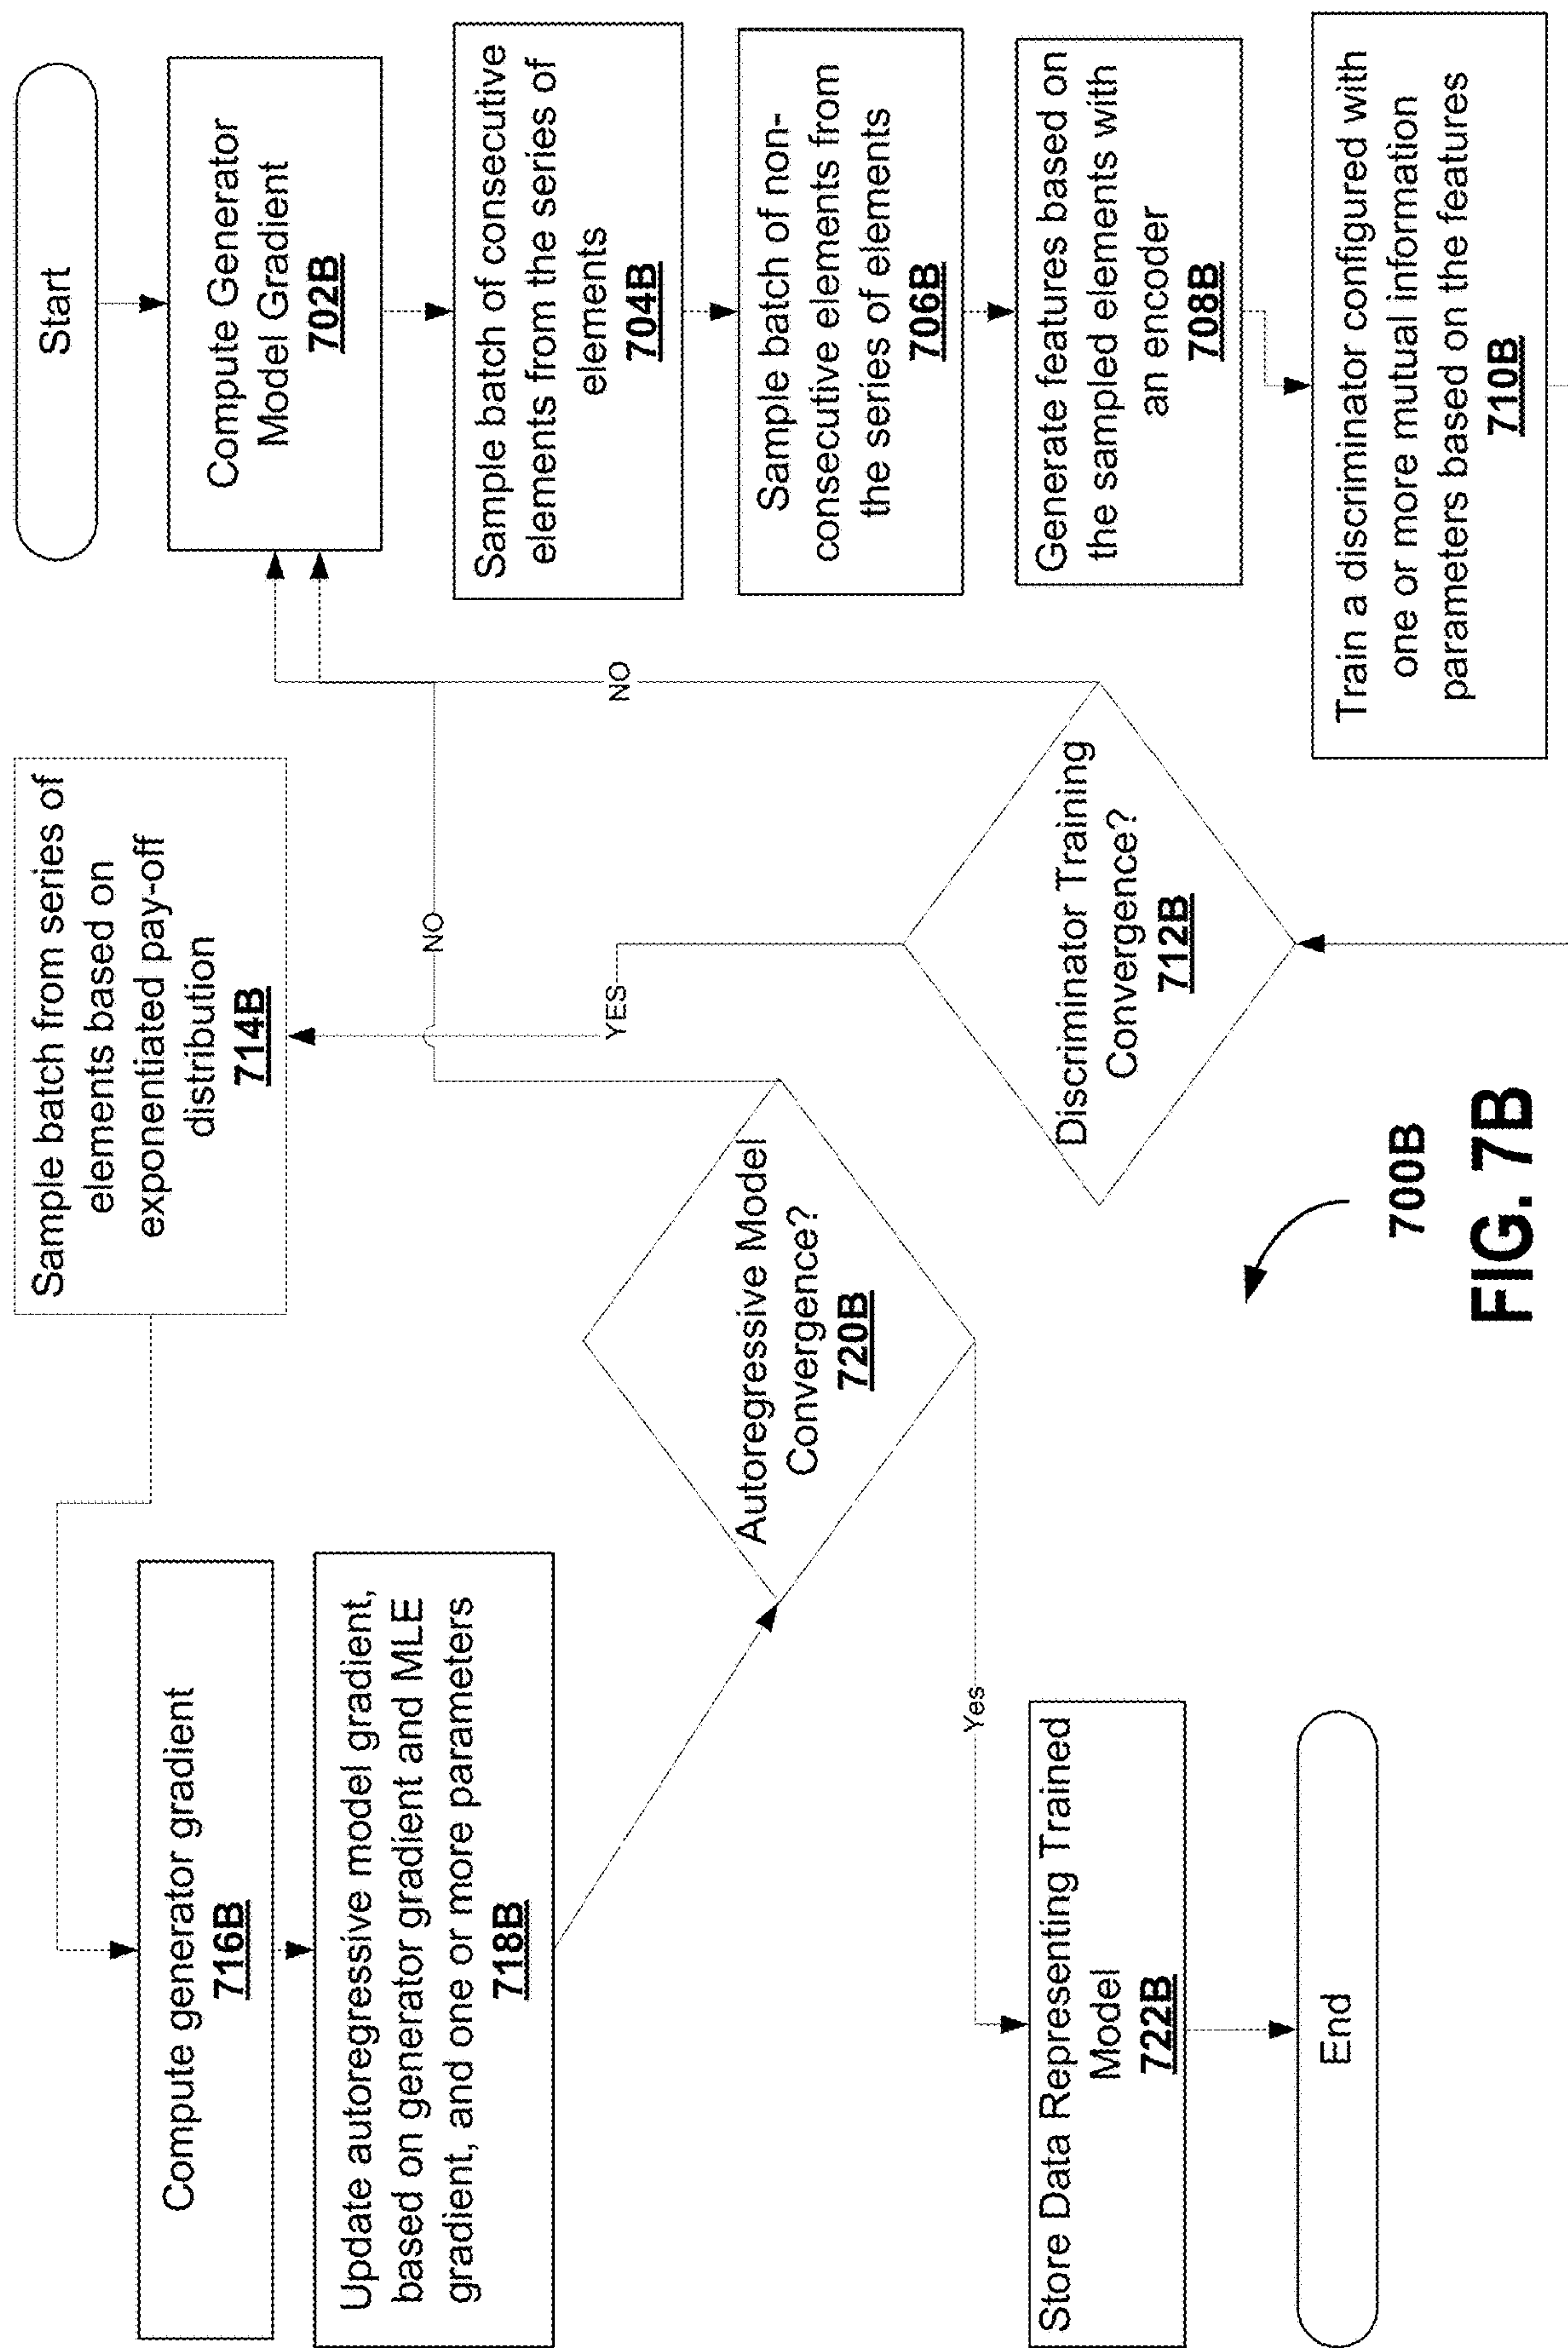 Start
Compute Generator
Model Gradient
702B
Sample batch of consecutive
elements from the series of
elements
704B
Sample batch of non-
consecutive elements from
the series of elements
706B
Generate features based on
the sampled elements with
an encoder
708B
Train a discriminator configured with
one or more mutual information
parameters based on the features
710B
Discriminator Training
Convergence?
712B
NO
YES
Sample batch from series of
elements based on
exponentiated pay-off
distribution
714B
Compute generator gradient
716B
Update autoregressive model gradient,
based on generator gradient and MLE
gradient, and one or more parameters
718B
Autoregressive Model
Convergence?
720B
NO
Yes
Store Data Representing Trained
Model
722B
End
700B
FIG. 7B